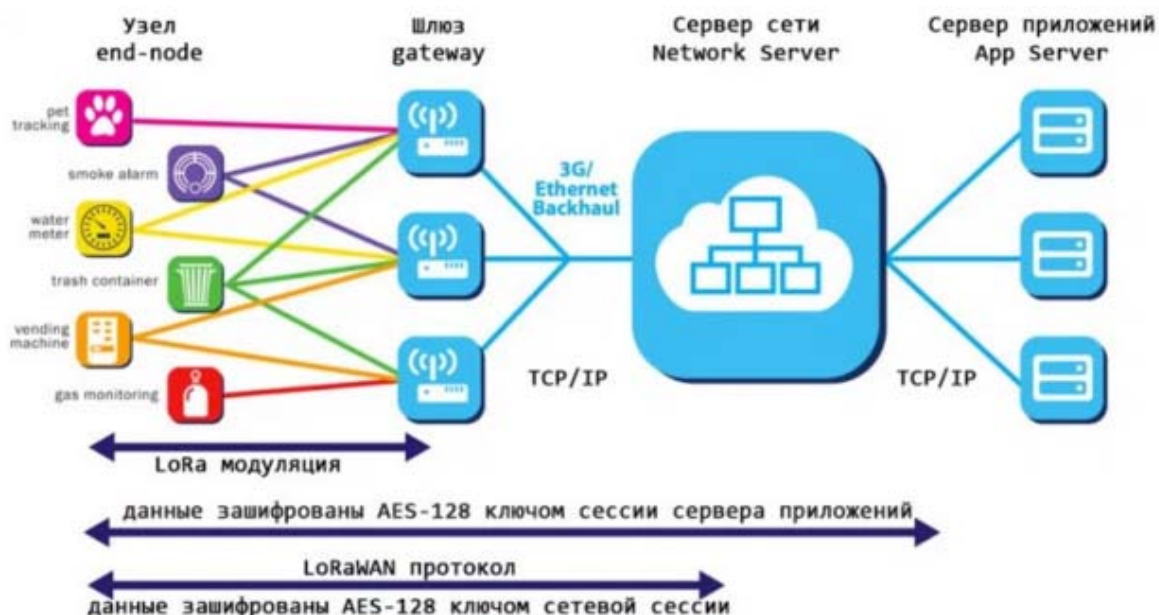 Узел
end-node
Шлюз
gateway
Сервер сети
Network Server
Сервер приложений
App Server
pet
tracking
smoke alarm
water
meter
trash container
vending
machine
gas monitoring
3G/
Ethernet
Backhaul
TCP/IP
TCP/IP
LoRa модуляция
данные зашифрованы AES-128 ключом сессии сервера приложений
LoRaWAN протокол
данные зашифрованы AES-128 ключом сетевой сессии